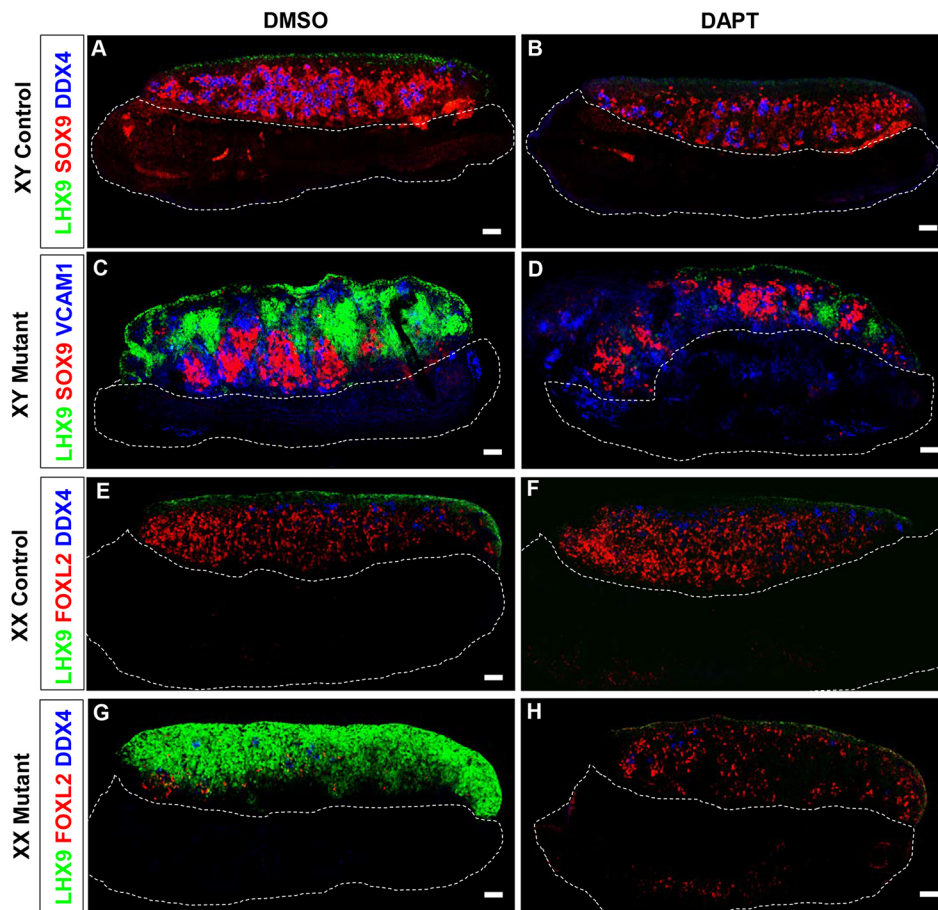 DMSO DAPT
XY Control
LHX9 SOX9 DDX4
A
B
XY Mutant
LHX9 SOX9 VCAM1
C
D
XX Control
LHX9 FOXL2 DDX4
E
F
XX Mutant
LHX9 FOXL2 DDX4
G
H